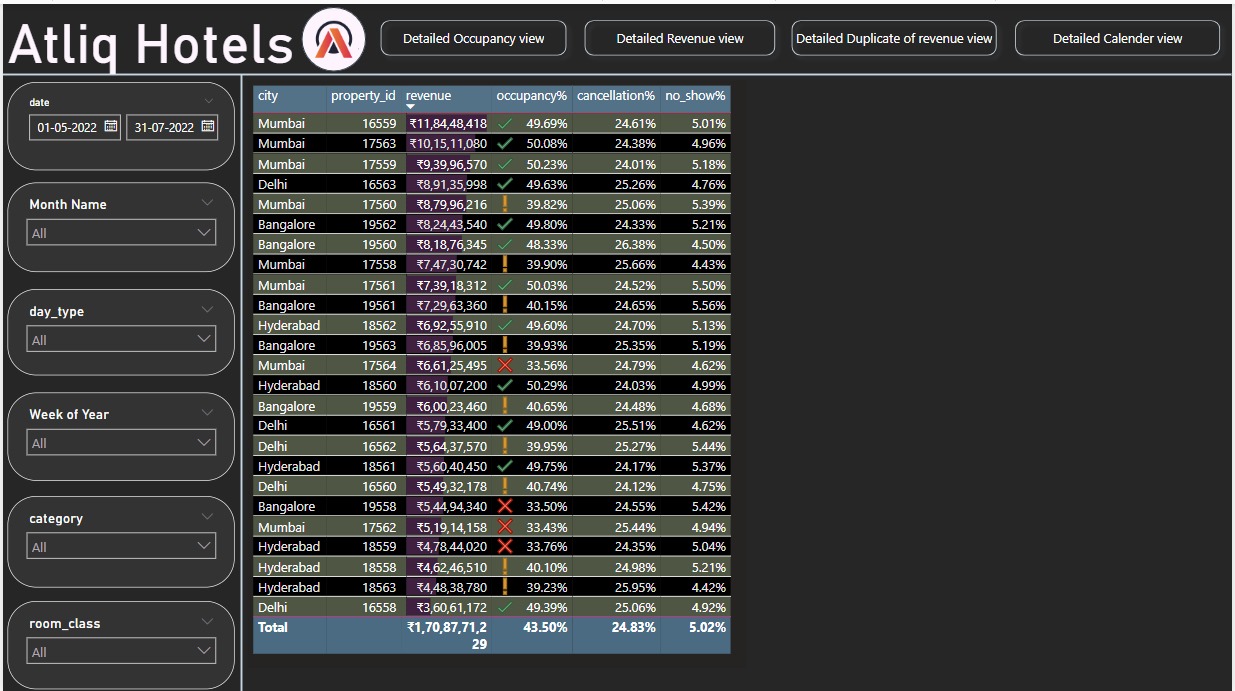 Atliq Hotels
Detailed Occupancy view
Detailed Revenue view
Detailed Duplicate of revenue view
Detailed Calender view
date
01-05-2022 31-07-2022
Month Name
All
day_type
All
Week of Year
All
category
All
room_class
All
city property_id revenue occupancy% cancellation% no_show%
Mumbai 16559 ₹11,84,48,418 49.69% 24.61% 5.01%
Mumbai 17563 ₹10,15,11,080 50.08% 24.38% 4.96%
Mumbai 17559 ₹9,39,96,570 50.23% 24.01% 5.18%
Delhi 16563 ₹8,91,35,998 49.63% 25.26% 4.76%
Mumbai 17560 ₹8,79,96,216 39.82% 25.06% 5.39%
Bangalore 19562 ₹8,24,43,540 49.80% 24.33% 5.21%
Bangalore 19560 ₹8,18,76,345 48.33% 26.38% 4.50%
Mumbai 17558 ₹7,47,30,742 39.90% 25.66% 4.43%
Mumbai 17561 ₹7,39,18,312 50.03% 24.52% 5.50%
Bangalore 19561 ₹7,29,63,360 40.15% 24.65% 5.56%
Hyderabad 18562 ₹6,92,55,910 49.60% 24.70% 5.13%
Bangalore 19563 ₹6,85,96,005 39.93% 25.35% 5.19%
Mumbai 17564 ₹6,61,25,495 33.56% 24.79% 4.62%
Hyderabad 18560 ₹6,10,07,200 50.29% 24.03% 4.99%
Bangalore 19559 ₹6,00,23,460 40.65% 24.48% 4.68%
Delhi 16561 ₹5,79,33,400 49.00% 25.51% 4.62%
Delhi 16562 ₹5,64,37,570 39.95% 25.27% 5.44%
Hyderabad 18561 ₹5,60,40,450 49.75% 24.17% 5.37%
Delhi 16560 ₹5,49,32,178 40.74% 24.12% 4.75%
Bangalore 19558 ₹5,44,94,340 33.50% 24.55% 5.42%
Mumbai 17562 ₹5,19,14,158 33.43% 25.44% 4.94%
Hyderabad 18559 ₹4,78,44,020 33.76% 24.35% 5.04%
Hyderabad 18558 ₹4,62,46,510 40.10% 24.98% 5.21%
Hyderabad 18563 ₹4,48,38,780 39.23% 25.95% 4.42%
Delhi 16558 ₹3,60,61,172 49.39% 25.06% 4.92%
Total ₹1,70,87,71,2 43.50% 24.83% 5.02%
29